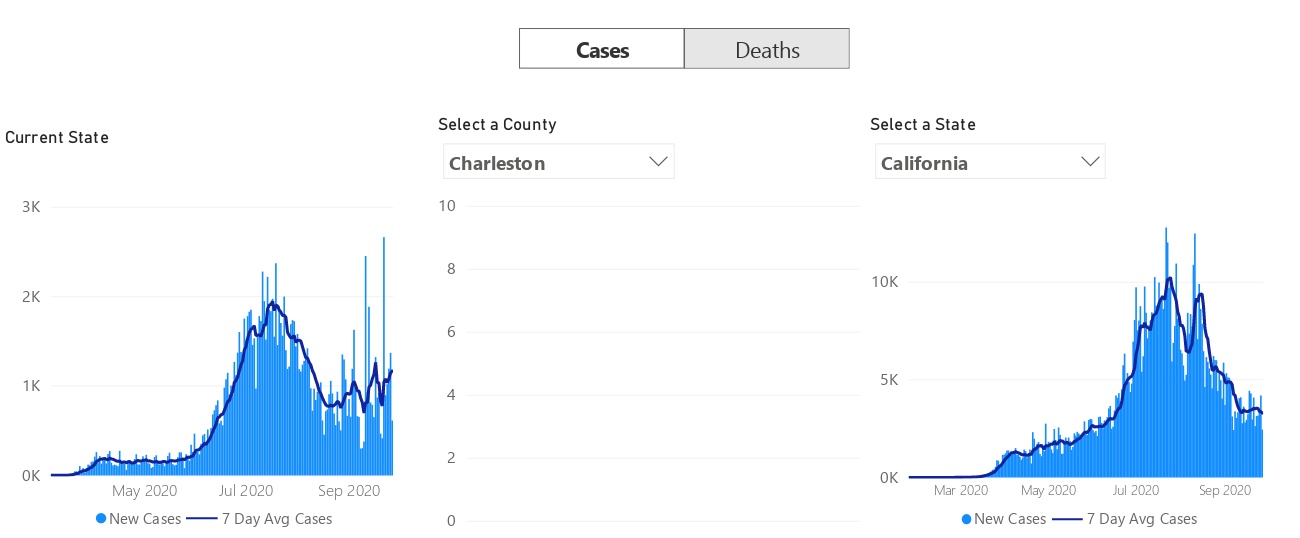 Cases Deaths
Current State
3K
2K
1K
0K
May 2020 Jul 2020 Sep 2020
New Cases 7 Day Avg Cases
Select a County
Charleston
10
8
6
4
2
0
Select a State
California
10K
5K
0K
Mar 2020 May 2020 Jul 2020 Sep 2020
New Cases 7 Day Avg Cases